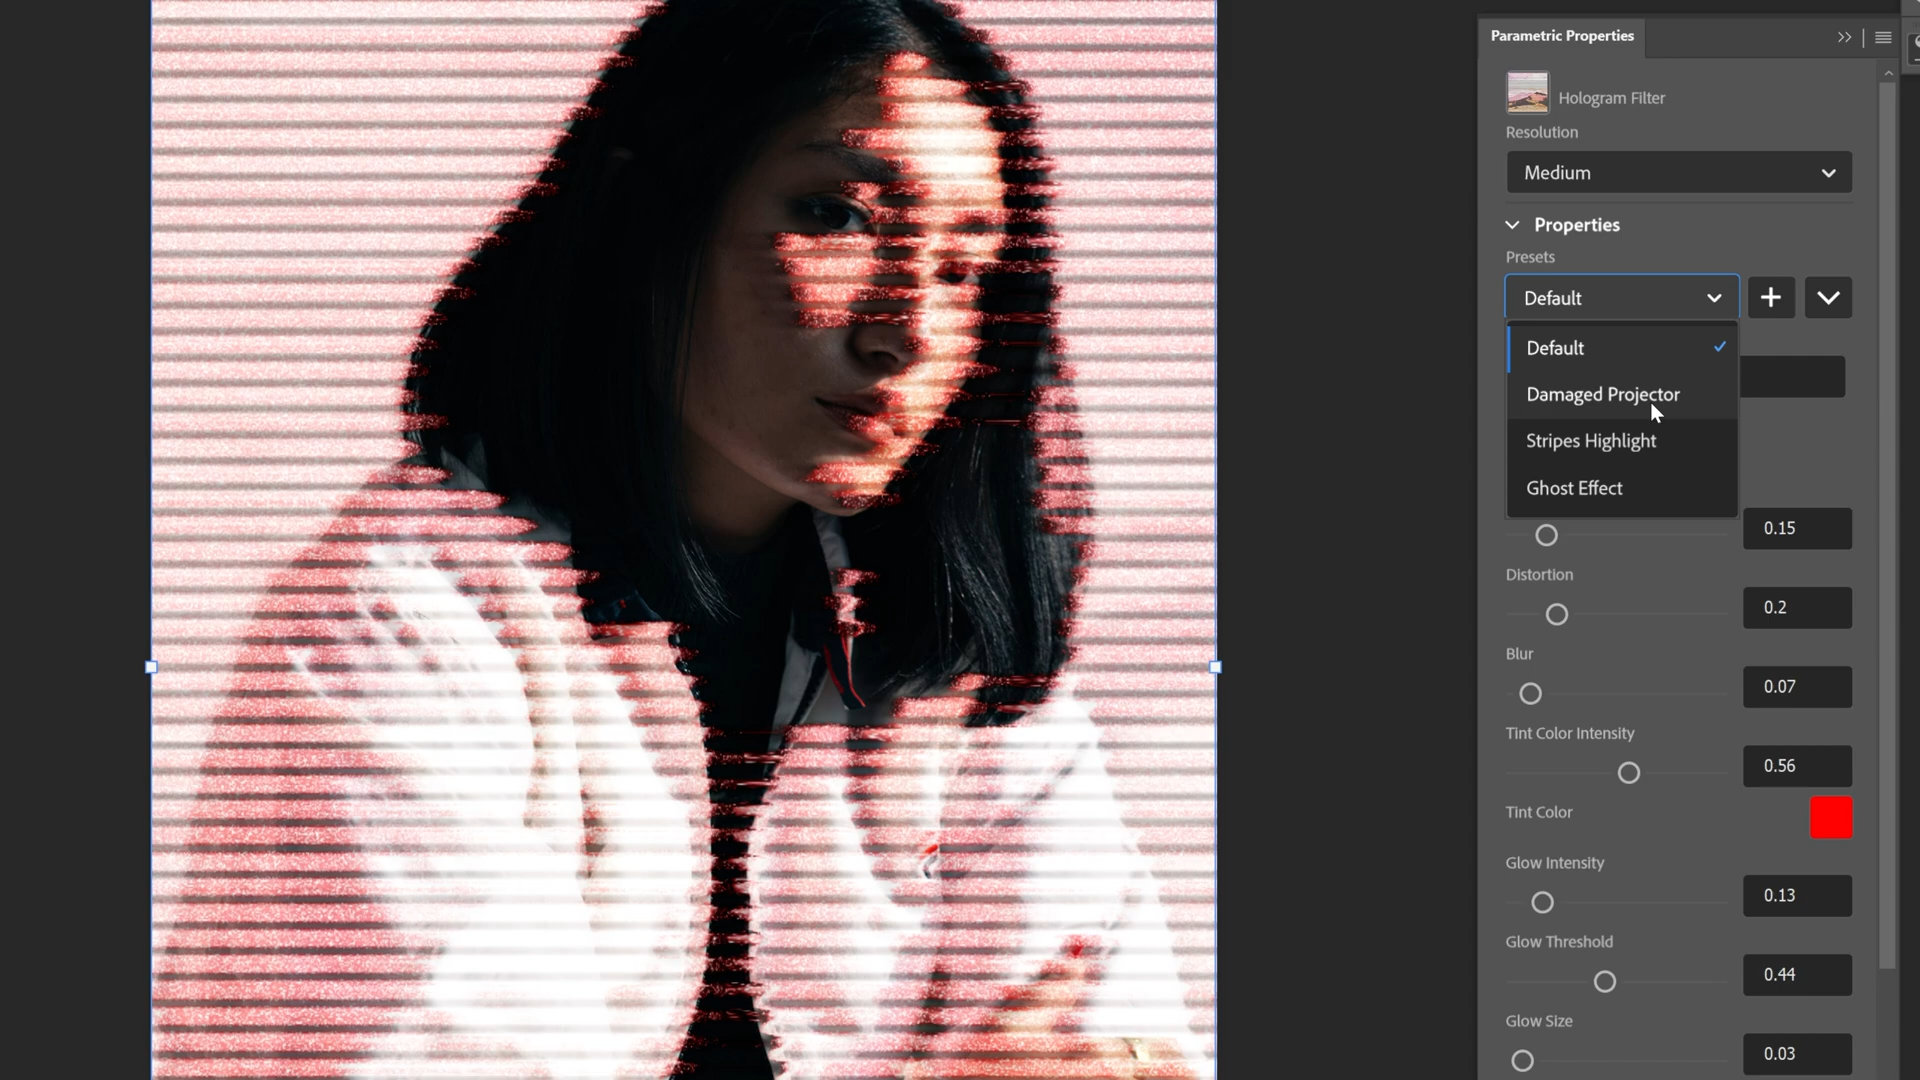 Parametric Properties
Hologram Filter
Resolution
Medium
Properties
Presets
Default
Default
Damaged Projector
Stripes Highlight
Ghost Effect
0.15
Distortion
0.2
Blur
0.07
Tint Color Intensity
0.56
Tint Color
Glow Intensity
0.13
Glow Threshold
0.44
Glow Size
0.03